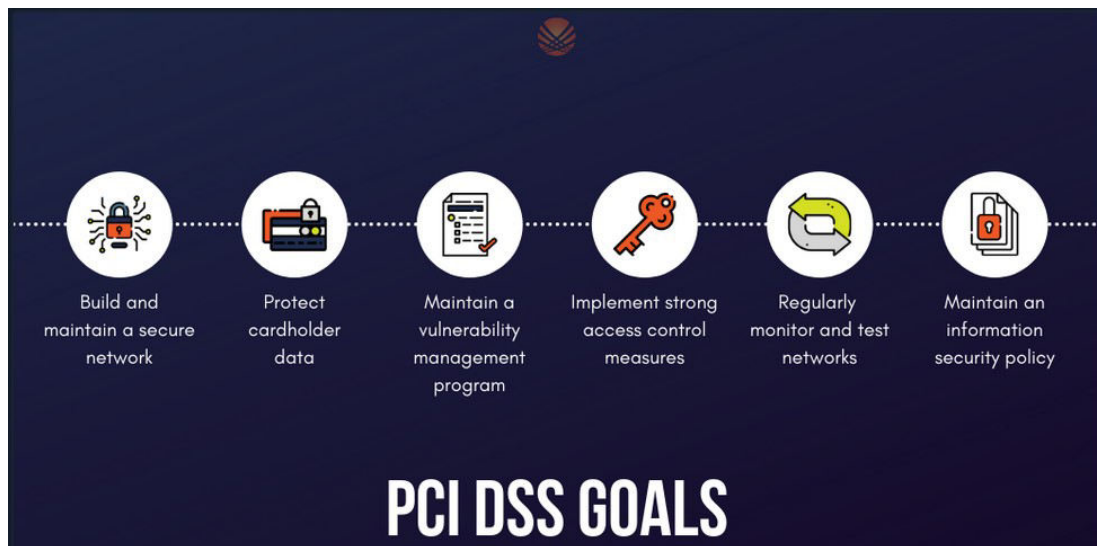 Build and
maintain a secure
network
Protect
cardholder
data
Maintain a
vulnerability
management
program
Implement strong
access control
measures
Regularly
monitor and test
networks
Maintain an
information
security policy
PCI DSS GOALS